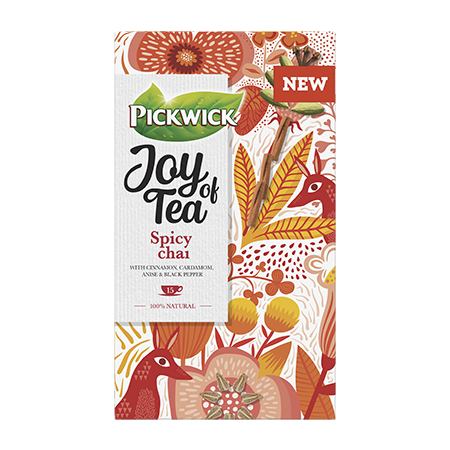 NEW
PICKWICK
Joy
of
Tea
Spicy
chai
WITH CINNAMON, CARDAMOM,
ANISE & BLACK PEPPER
15
100% NATURAL